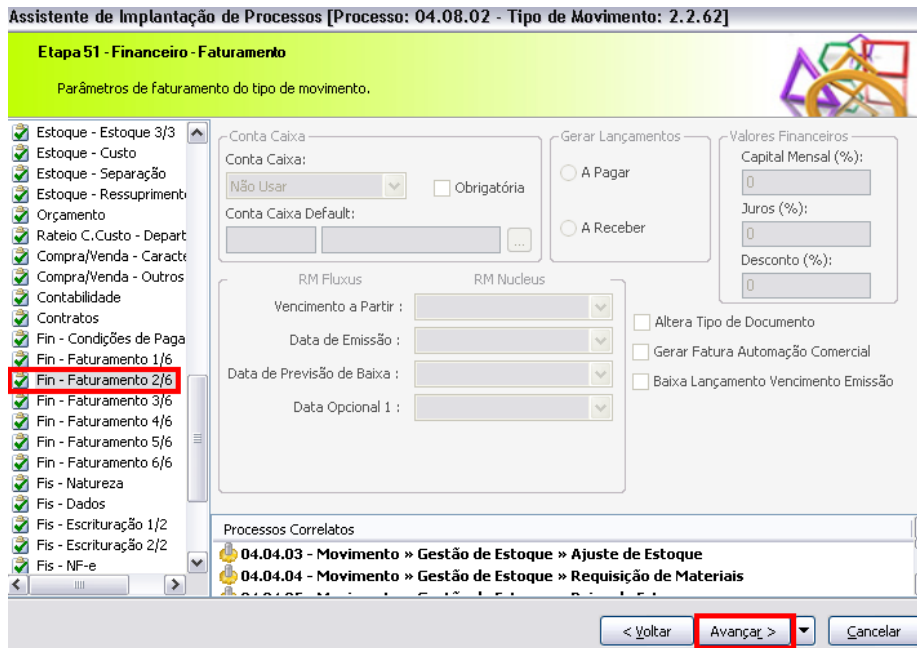 Assistente de Implantação de Processos [Processo: 04.08.02 - Tipo de Movimento: 2.2.62]
Etapa 51 - Financeiro - Faturamento
Parâmetros de faturamento do tipo de movimento.
Estoque - Estoque 3/3
Estoque - Custo
Estoque - Separação
Estoque - Ressupriment
Orçamento
Rateio C.Custo - Depart
Compra/Venda - Caracte
Compra/Venda - Outros
Contabilidade
Contratos
Fin - Condições de Paga
Fin - Faturamento 1/6
Fin - Faturamento 2/6
Fin - Faturamento 3/6
Fin - Faturamento 4/6
Fin - Faturamento 5/6
Fin - Faturamento 6/6
Fis - Natureza
Fis - Dados
Fis - Escrituração 1/2
Fis - Escrituração 2/2
Fis - NF-e
Conta Caixa
Conta Caixa:
Não Usar
Obrigatória
Conta Caixa Default:
...
Gerar Lançamentos
A Pagar
A Receber
Valores Financeiros
Capital Mensal (%):
0
Juros (%):
0
Desconto (%):
0
RM Fluxus RM Nucleus
Vencimento a Partir :
Data de Emissão :
Data de Previsão de Baixa :
Data Opcional 1 :
Altera Tipo de Documento
Gerar Fatura Automação Comercial
Baixa Lançamento Vencimento Emissão
Processos Correlatos
04.04.03 - Movimento » Gestão de Estoque » Ajuste de Estoque
04.04.04 - Movimento » Gestão de Estoque » Requisição de Materiais
< Voltar
Avançar >
Cancelar